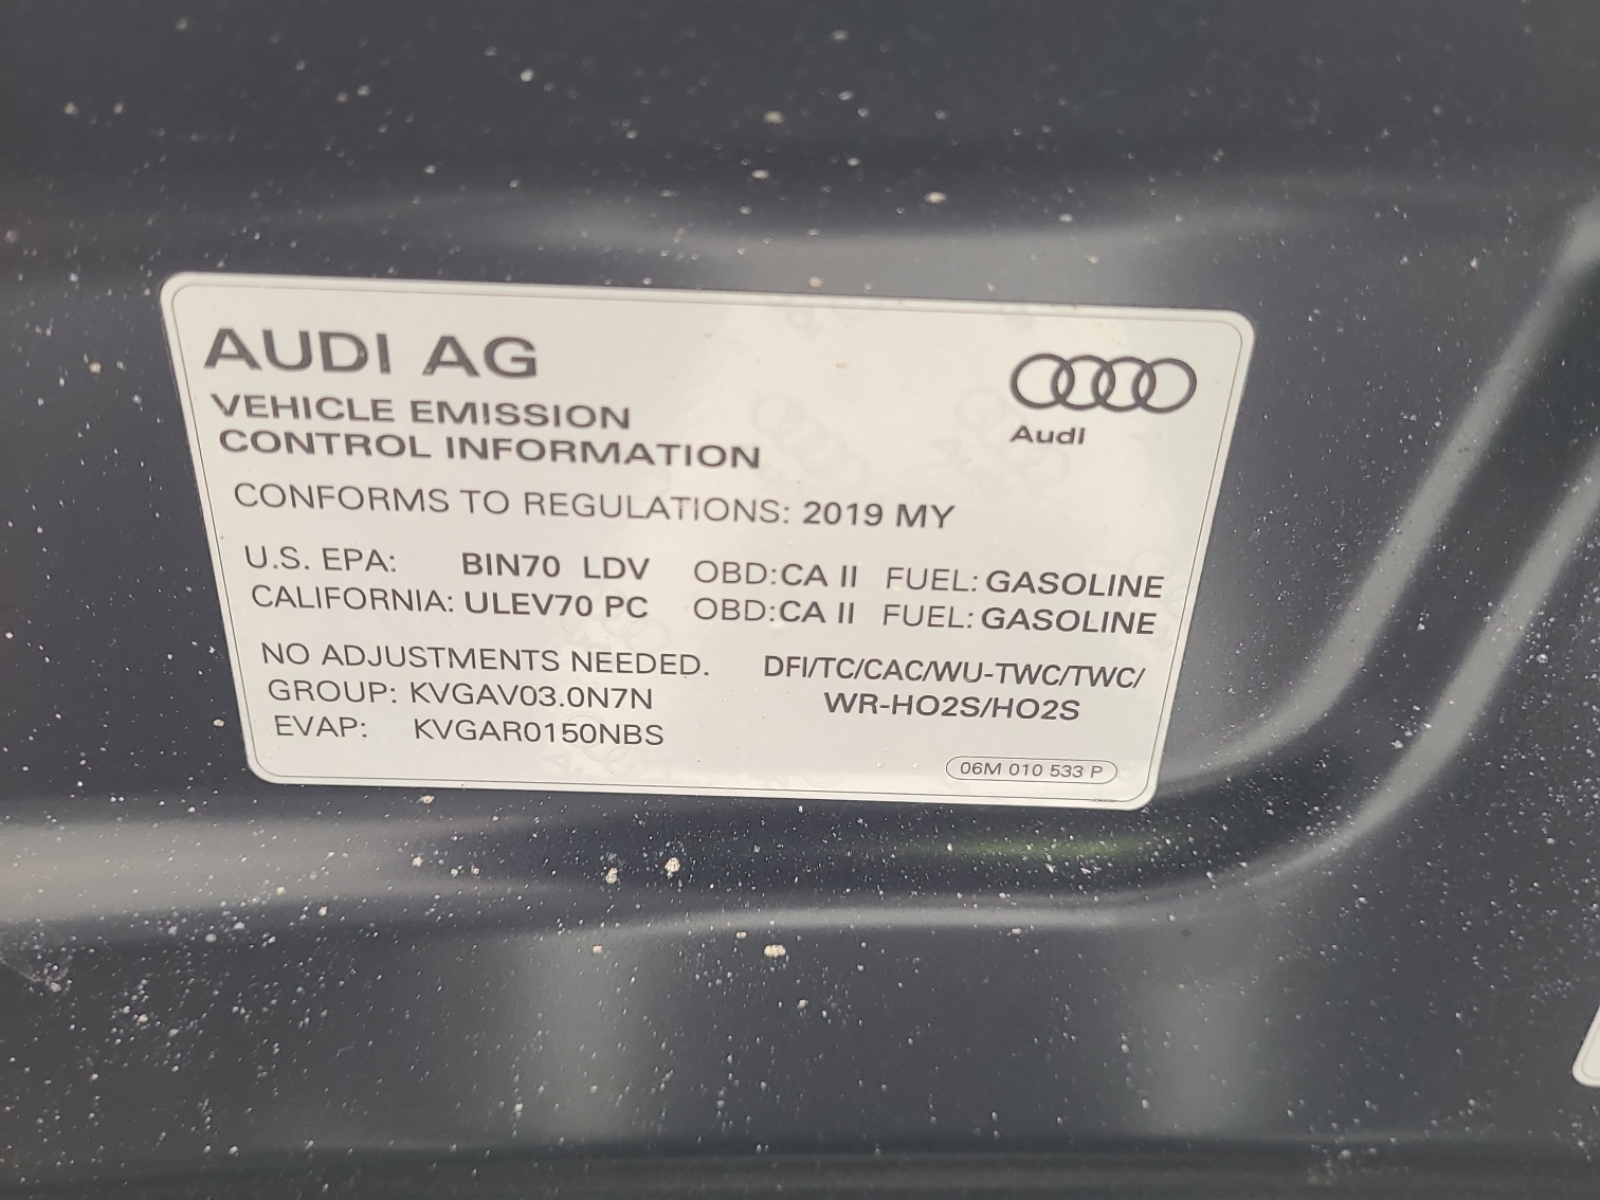 AUDI AG
Audi
VEHICLE EMISSION
CONTROL INFORMATION
CONFORMS TO REGULATIONS: 2019 MY
U.S. EPA: BIN70 LDV OBD:CA II FUEL: GASOLINE
CALIFORNIA: ULEV70 PC OBD:CA II FUEL: GASOLINE
NO ADJUSTMENTS NEEDED. DFI/TC/CAC/WU-TWC/TWC/
GROUP: KVGAV03.0N7N WR-HO2S/HO2S
EVAP: KVGAR0150NBS
06M 010 533 P